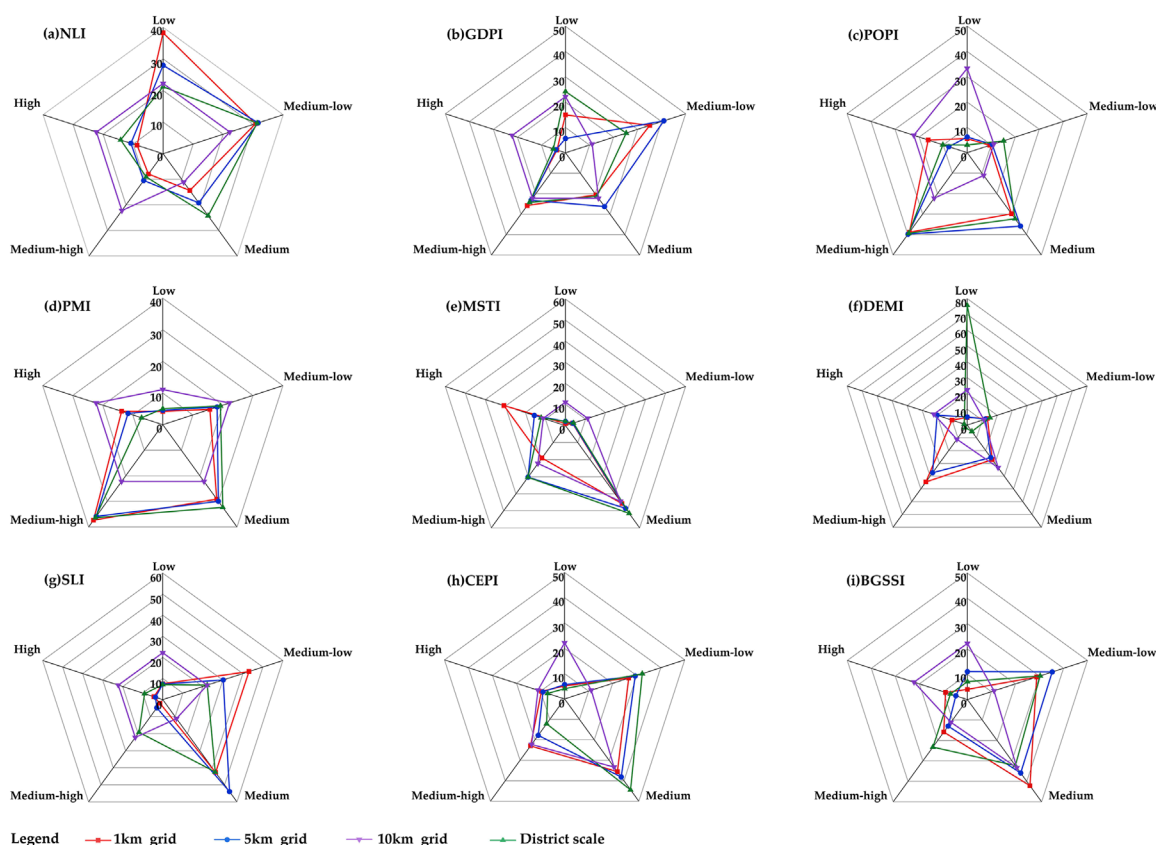 Low
(a)NLI
40
30
20
10
0
High
Medium-low
Medium-high
Medium
Low
(b)GDPI
50
40
30
20
10
0
High
Medium-low
Medium-high
Medium
Low
(c)POPI
50
40
30
20
10
0
High
Medium-low
Medium-high
Medium
Low
(d)PMI
40
30
20
10
0
High
Medium-low
Medium-high
Medium
Low
(e)MSTI
60
50
40
30
20
10
0
High
Medium-low
Medium-high
Medium
Low
(f)DEMI
80
70
60
50
40
30
20
10
0
High
Medium-low
Medium-high
Medium
Low
(g)SLI
60
50
40
30
20
10
0
High
Medium-low
Medium-high
Medium
Low
(h)CEPI
50
40
30
20
10
0
High
Medium-low
Medium-high
Medium
Low
(i)BGSSI
50
40
30
20
10
0
High
Medium-low
Medium-high
Medium
Legend 1km grid 5km grid 10km grid District scale